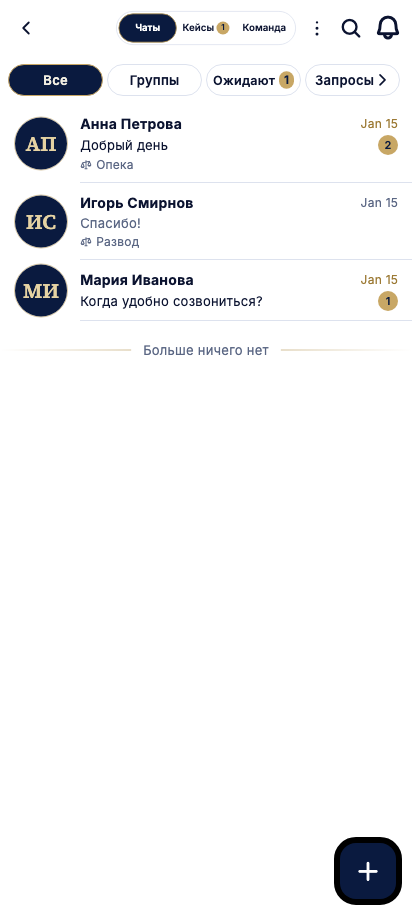 Чаты Кейсы 1 Команда
Все Группы Ожидают 1 Запросы
АП Анна Петрова Jan 15
Добрый день 2
Опека
ИС Игорь Смирнов Jan 15
Спасибо!
Развод
МИ Мария Иванова Jan 15
Когда удобно созвониться? 1
Больше ничего нет